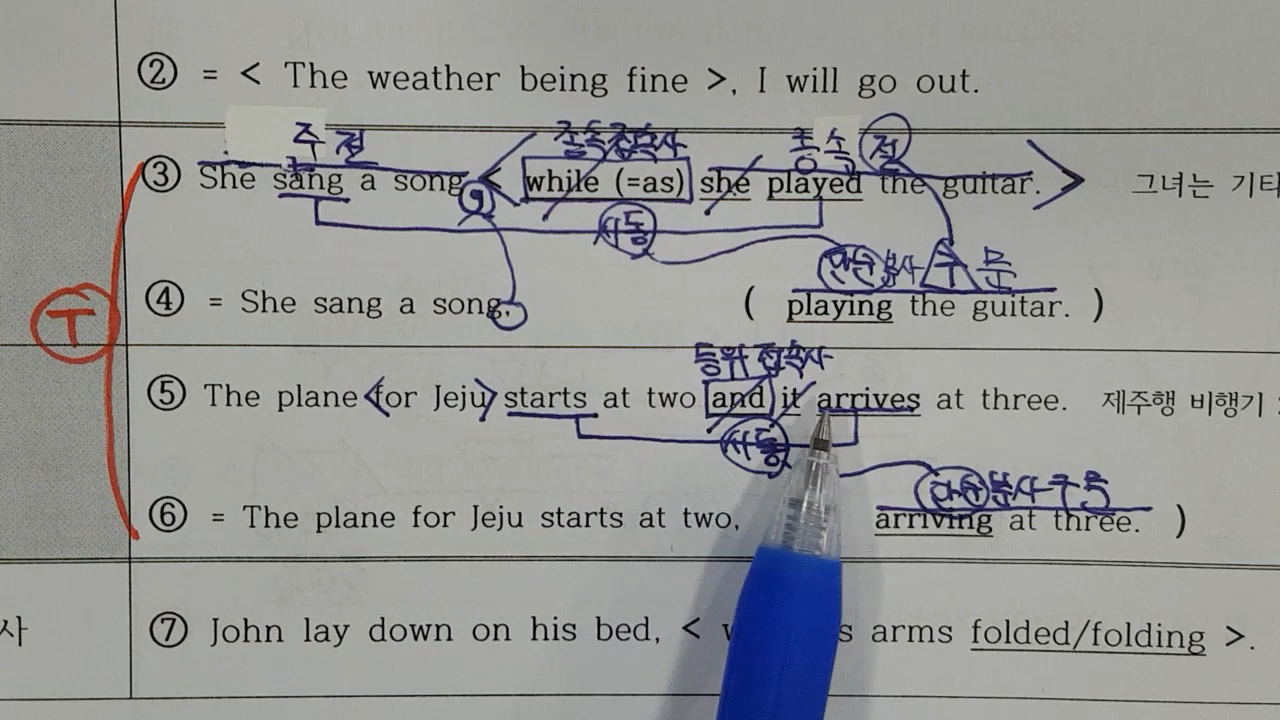 ② = < The weather being fine >, I will go out.
주절 종속접속사 종속절
③ She sang a song < while (=as) she played the guitar. > 그녀는 기타
, 시동
단순분사구문
④ = She sang a song, ( playing the guitar. )
T
등위접속사
⑤ The plane <for Jeju> starts at two and it arrives at three. 제주행 비행기
시동
단순분사구문
⑥ = The plane for Jeju starts at two, arriving at three. )
사 ⑦ John lay down on his bed, < arms folded/folding >.